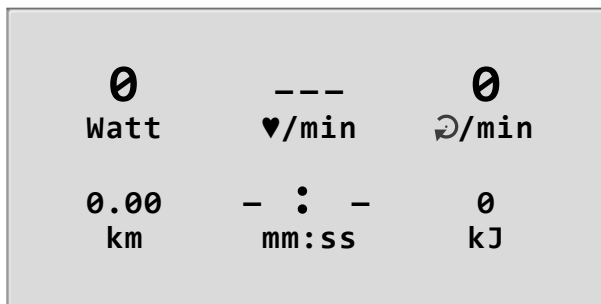 0 --- 0
Watt ♥/min ⟲/min
0.00 - : - 0
km mm:ss kJ